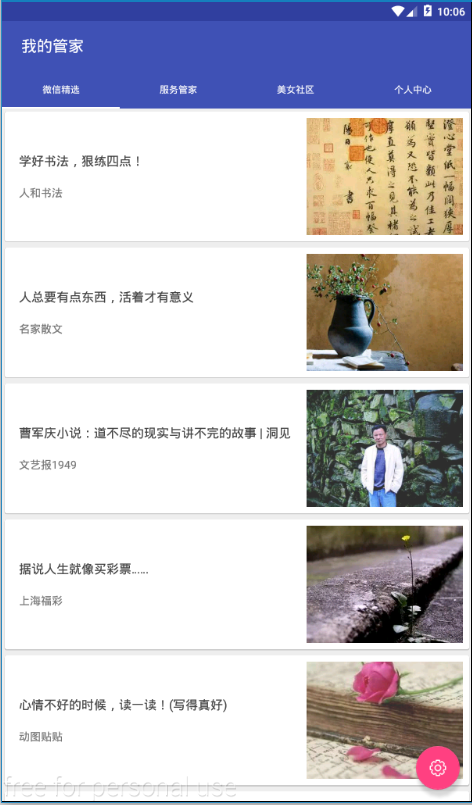 10:06
我的管家
微信精选
服务管家
美女社区
个人中心
学好书法，狠练四点！
人和书法
人总要有点东西，活着才有意义
名家散文
曹军庆小说：道不尽的现实与讲不完的故事 | 洞见
文艺报1949
据说人生就像买彩票……
上海福彩
心情不好的时候，读一读！(写得真好)
动图贴贴
free for personal use